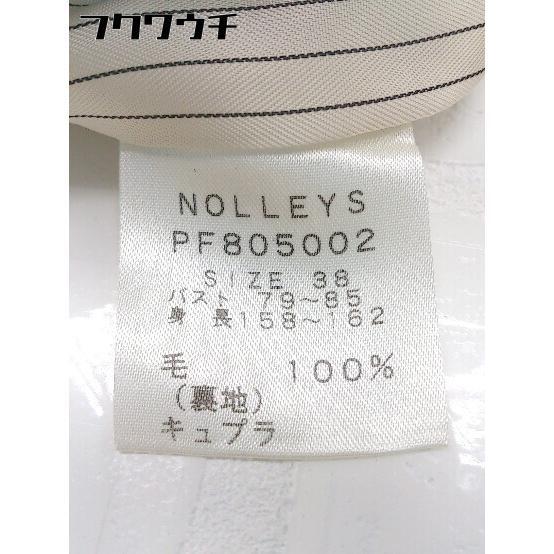 フクウウチ
NOLLEYS
PF805002
SIZE 38
バスト 79~85
身長158~162
毛 100%
(裏地)
キュプラ